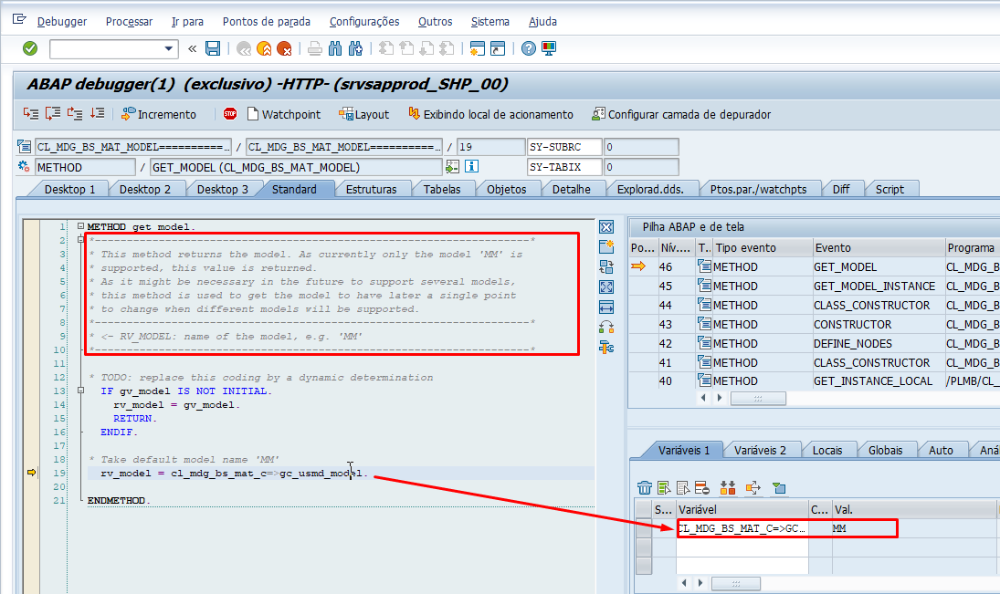 Debugger Processar Ir para Pontos de parada Configurações Outros Sistema Ajuda
ABAP debugger(1) (exclusivo) -HTTP- (srvsapprod_SHP_00)
Incremento STOP Watchpoint Layout Exibindo local de acionamento Configurar camada de depurador
CL_MDG_BS_MAT_MODEL==========... / CL_MDG_BS_MAT_MODEL==========... / 19 SY-SUBRC 0
METHOD / GET_MODEL (CL_MDG_BS_MAT_MODEL) SY-TABIX 0
Desktop 1 Desktop 2 Desktop 3 Standard Estruturas Tabelas Objetos Detalhe Explorad.dds. Ptos.par./watchpts Diff Script
1 METHOD get_model.
2 *----------------------------------------------------------------------*
3 * This method returns the model. As currently only the model 'MM' is
4 * supported, this value is returned.
5 * As it might be necessary in the future to support several models,
6 * this method is used to get the model to have later a single point
7 * to change when different models will be supported.
8 *----------------------------------------------------------------------*
9 * <- RV_MODEL: name of the model, e.g. 'MM'
10 *----------------------------------------------------------------------*
11
12 * TODO: replace this coding by a dynamic determination
13 IF gv_model IS NOT INITIAL.
14 rv_model = gv_model.
15 RETURN.
16 ENDIF.
17
18 * Take default model name 'MM'
19 rv_model = cl_mdg_bs_mat_c=>gc_usmd_model.
20
21 ENDMETHOD.
Pilha ABAP e de tela
Po... Nív.... T.. Tipo evento Evento Programa
46 METHOD GET_MODEL CL_MDG_B
45 METHOD GET_MODEL_INSTANCE CL_MDG_B
44 METHOD CLASS_CONSTRUCTOR CL_MDG_B
43 METHOD CONSTRUCTOR CL_MDG_B
42 METHOD DEFINE_NODES CL_MDG_B
41 METHOD CLASS_CONSTRUCTOR CL_MDG_B
40 METHOD GET_INSTANCE_LOCAL /PLMB/CL_
Variáveis 1 Variáveis 2 Locais Globais Auto Aná
S... Variável C... Val.
CL_MDG_BS_MAT_C=>GC... MM